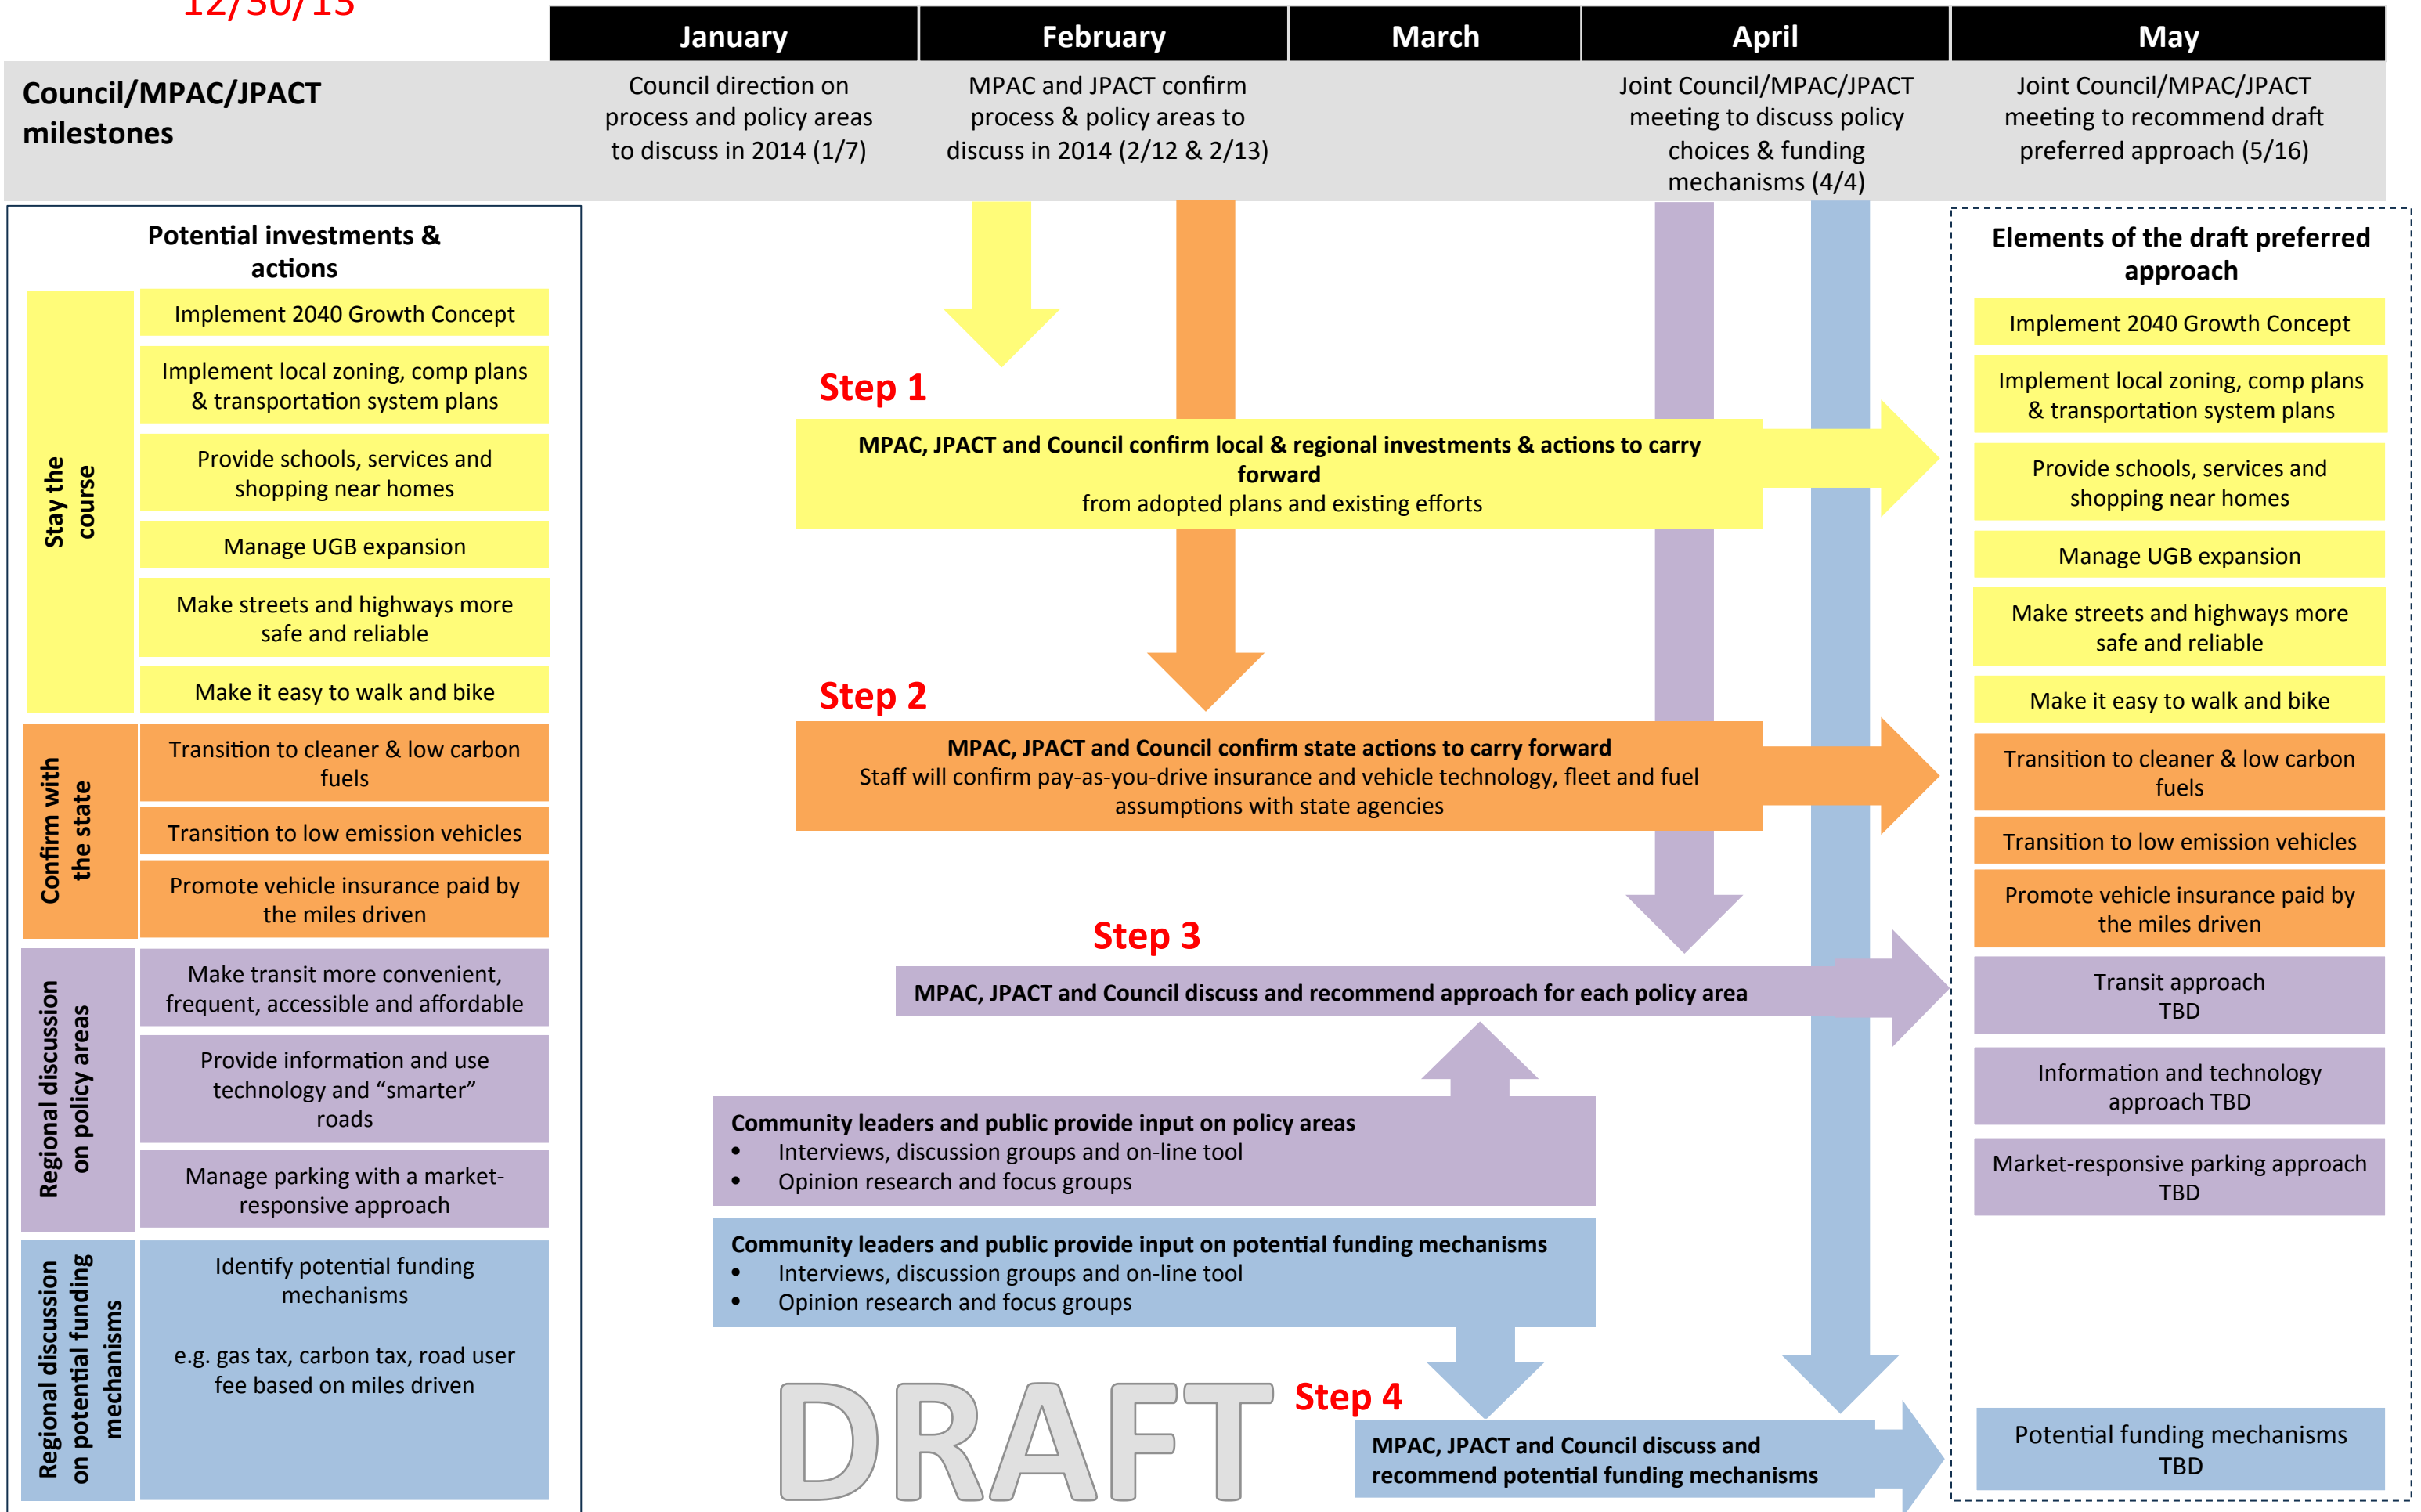 12/30/13
January
February
March
April
May
Council/MPAC/JPACT
milestones
Council direction on
process and policy areas
to discuss in 2014 (1/7)
MPAC and JPACT confirm
process & policy areas to
discuss in 2014 (2/12 & 2/13)
Joint Council/MPAC/JPACT
meeting to discuss policy
choices & funding
mechanisms (4/4)
Joint Council/MPAC/JPACT
meeting to recommend draft
preferred approach (5/16)
Potential investments &
actions
Stay the
course
Implement 2040 Growth Concept
Implement local zoning, comp plans
& transportation system plans
Provide schools, services and
shopping near homes
Manage UGB expansion
Make streets and highways more
safe and reliable
Make it easy to walk and bike
Confirm with
the state
Transition to cleaner & low carbon
fuels
Transition to low emission vehicles
Promote vehicle insurance paid by
the miles driven
Regional discussion
on policy areas
Make transit more convenient,
frequent, accessible and affordable
Provide information and use
technology and “smarter”
roads
Manage parking with a market-
responsive approach
Regional discussion
on potential funding
mechanisms
Identify potential funding
mechanisms
e.g. gas tax, carbon tax, road user
fee based on miles driven
Step 1
MPAC, JPACT and Council confirm local & regional investments & actions to carry
forward
from adopted plans and existing efforts
Step 2
MPAC, JPACT and Council confirm state actions to carry forward
Staff will confirm pay-as-you-drive insurance and vehicle technology, fleet and fuel
assumptions with state agencies
Step 3
MPAC, JPACT and Council discuss and recommend approach for each policy area
Community leaders and public provide input on policy areas
• Interviews, discussion groups and on-line tool
• Opinion research and focus groups
Community leaders and public provide input on potential funding mechanisms
• Interviews, discussion groups and on-line tool
• Opinion research and focus groups
DRAFT
Step 4
MPAC, JPACT and Council discuss and
recommend potential funding mechanisms
Elements of the draft preferred
approach
Implement 2040 Growth Concept
Implement local zoning, comp plans
& transportation system plans
Provide schools, services and
shopping near homes
Manage UGB expansion
Make streets and highways more
safe and reliable
Make it easy to walk and bike
Transition to cleaner & low carbon
fuels
Transition to low emission vehicles
Promote vehicle insurance paid by
the miles driven
Transit approach
TBD
Information and technology
approach TBD
Market-responsive parking approach
TBD
Potential funding mechanisms
TBD